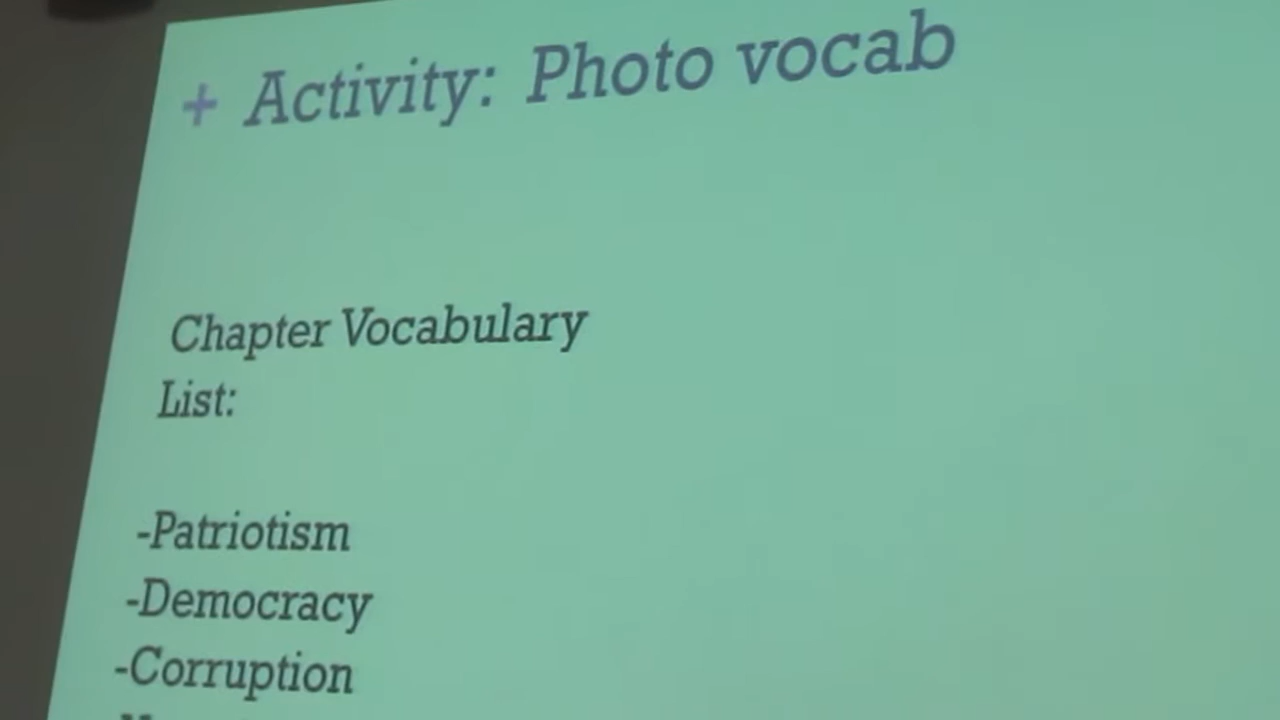 + Activity: Photo vocab
Chapter Vocabulary
List:
-Patriotism
-Democracy
-Corruption